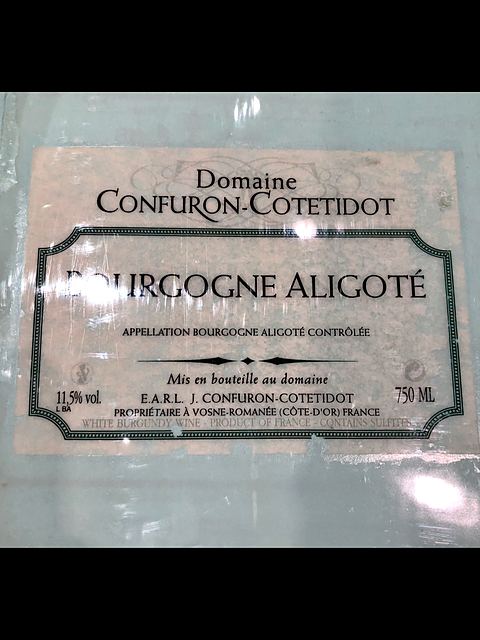 Domaine
CONFURON-COTETIDOT
BOURGOGNE ALIGOTÉ
APPELLATION BOURGOGNE ALIGOTÉ CONTRÔLÉE
Mis en bouteille au domaine
11,5% vol.
E.A.R.L. J. CONFURON-COTETIDOT
750 ML
L BA
PROPRIÉTAIRE À VOSNE-ROMANÉE (CÔTE-D'OR) FRANCE
WHITE BURGUNDY WINE - PRODUCT OF FRANCE - CONTAINS SULFITES